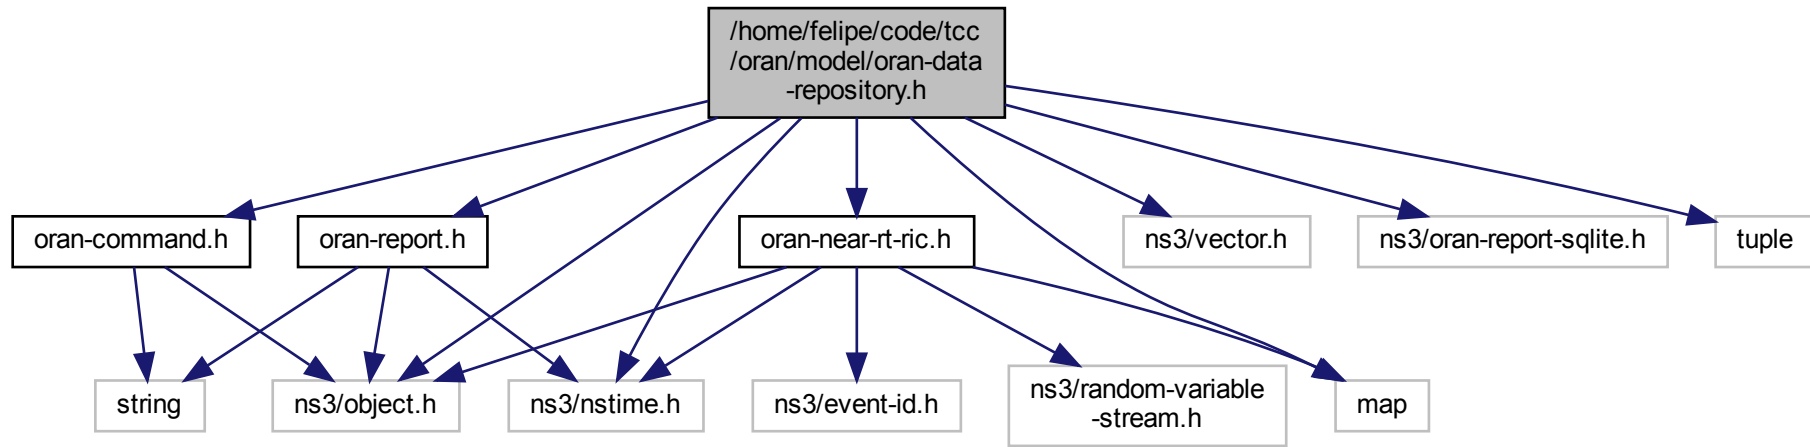 /home/felipe/code/tcc
/oran/model/oran-data
-repository.h
oran-command.h
oran-report.h
oran-near-rt-ric.h
ns3/vector.h
ns3/oran-report-sqlite.h
tuple
string
ns3/object.h
ns3/nstime.h
ns3/event-id.h
ns3/random-variable
-stream.h
map